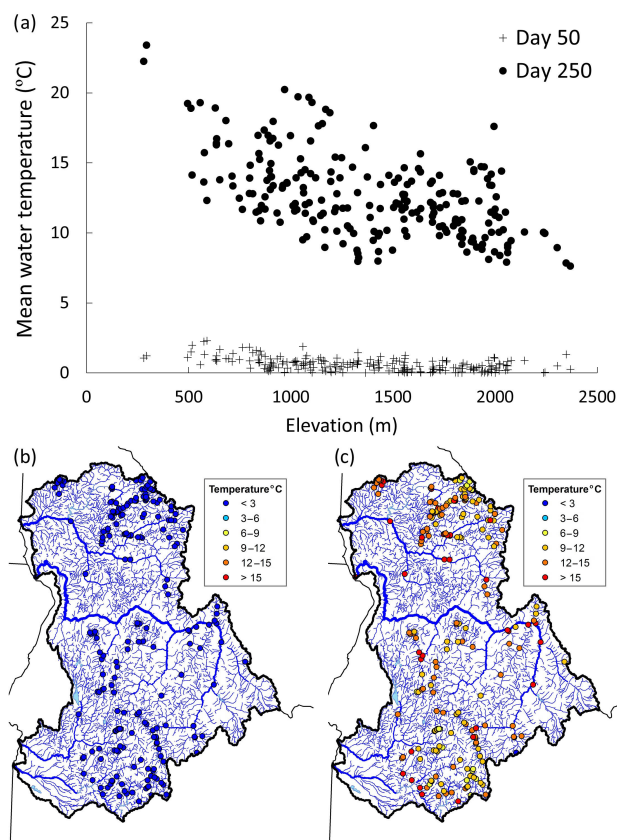 (a)
25
20
15
10
5
0
Mean water temperature (°C)
+ Day 50
● Day 250
0 500 1000 1500 2000 2500
Elevation (m)
(b)
Temperature°C
< 3
3–6
6–9
9–12
12–15
> 15
(c)
Temperature°C
< 3
3–6
6–9
9–12
12–15
> 15